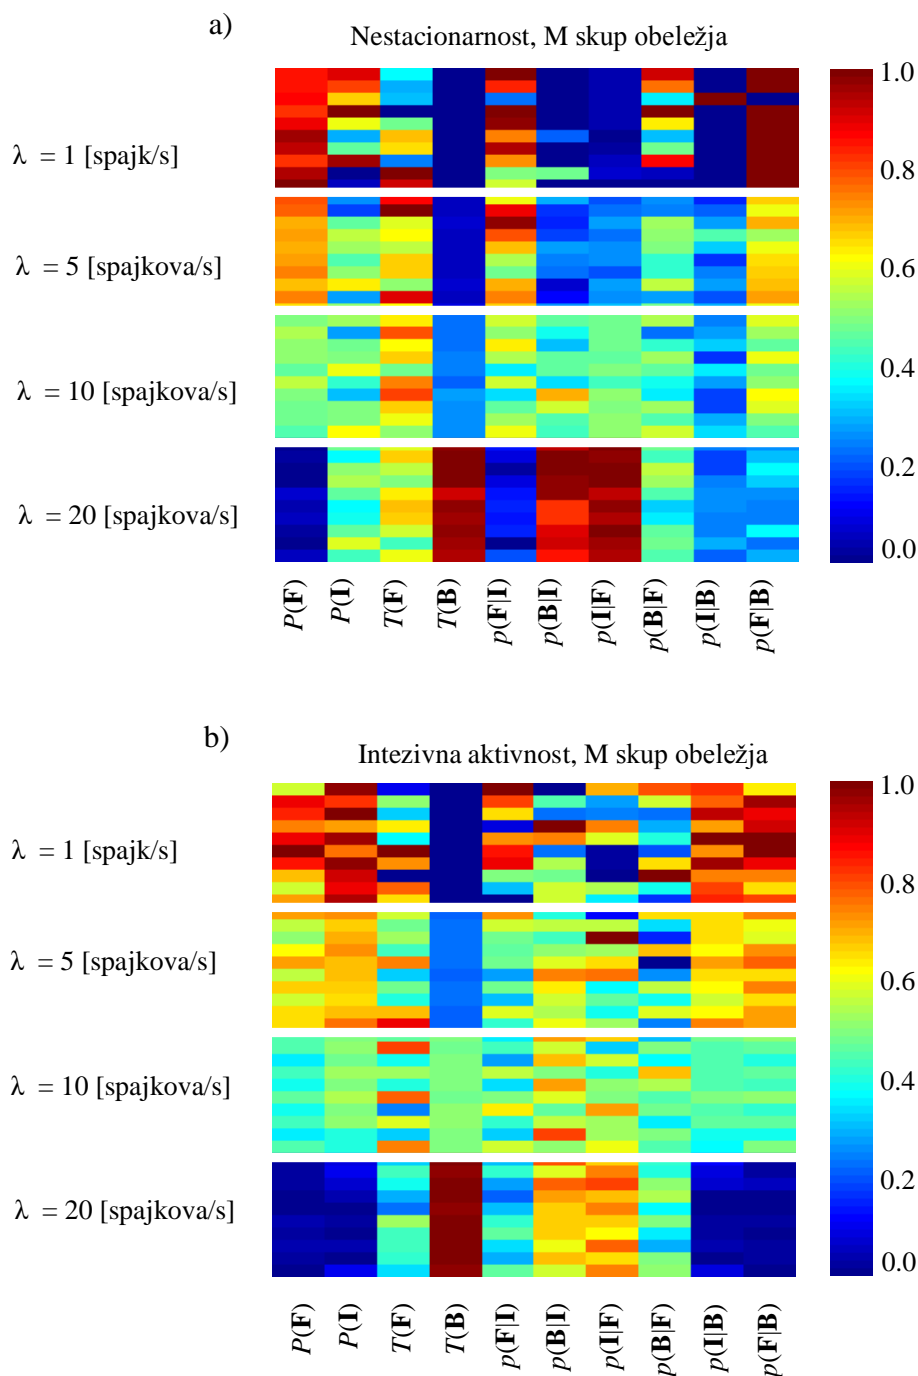 a)
Nestacionarnost, M skup obeležja
λ = 1 [spajk/s]
λ = 5 [spajkova/s]
λ = 10 [spajkova/s]
λ = 20 [spajkova/s]
1.0
0.8
0.6
0.4
0.2
0.0
P(F)
P(I)
T(F)
T(B)
p(F|I)
p(B|I)
p(I|F)
p(B|F)
p(I|B)
p(F|B)
b)
Intezivna aktivnost, M skup obeležja
λ = 1 [spajk/s]
λ = 5 [spajkova/s]
λ = 10 [spajkova/s]
λ = 20 [spajkova/s]
1.0
0.8
0.6
0.4
0.2
0.0
P(F)
P(I)
T(F)
T(B)
p(F|I)
p(B|I)
p(I|F)
p(B|F)
p(I|B)
p(F|B)